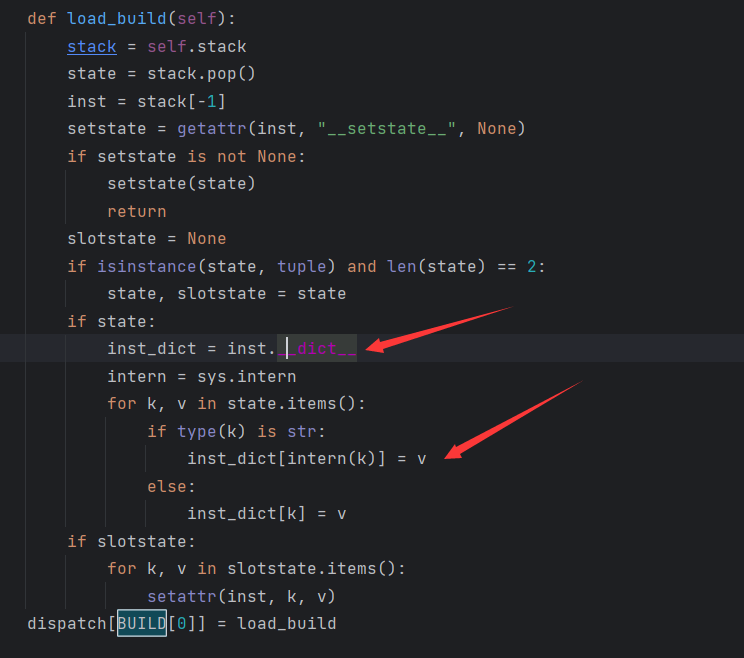 def load_build(self):
    stack = self.stack
    state = stack.pop()
    inst = stack[-1]
    setstate = getattr(inst, "__setstate__", None)
    if setstate is not None:
        setstate(state)
        return
    slotstate = None
    if isinstance(state, tuple) and len(state) == 2:
        state, slotstate = state
    if state:
        inst_dict = inst.__dict__
        intern = sys.intern
        for k, v in state.items():
            if type(k) is str:
                inst_dict[intern(k)] = v
            else:
                inst_dict[k] = v
    if slotstate:
        for k, v in slotstate.items():
            setattr(inst, k, v)
dispatch[BUILD[0]] = load_build